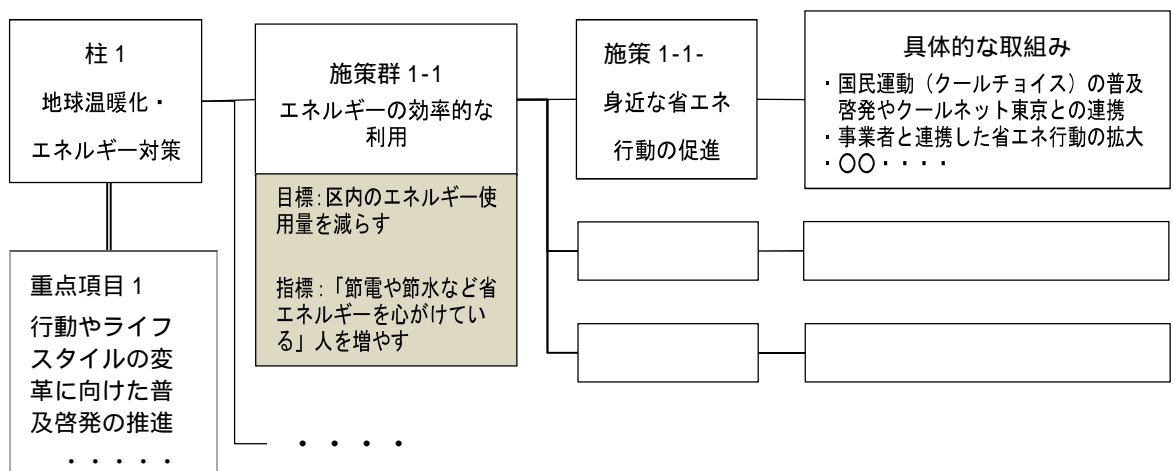 柱 1
地球温暖化・
エネルギー対策
重点項目 1
行動やライフ
スタイルの変
革に向けた普
及啓発の推進
・・・・・
施策群 1-1
エネルギーの効率的な
利用
目標：区内のエネルギー使
用量を減らす
指標：「節電や節水など省
エネルギーを心がけてい
る」人を増やす
・・・・
施策 1-1-
身近な省エネ
行動の促進
具体的な取組み
・国民運動（クールチョイス）の普及
啓発やクールネット東京との連携
・事業者と連携した省エネ行動の拡大
・〇〇・・・・